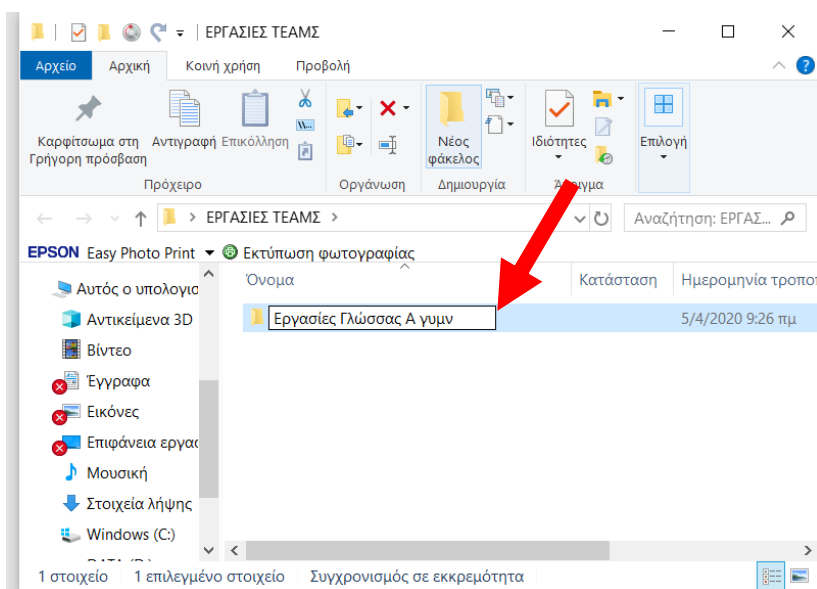 ΕΡΓΑΣΙΕΣ TEAMΣ
Αρχείο Αρχική Κοινή χρήση Προβολή
Καρφίτσωμα στη Γρήγορη πρόσβαση
Αντιγραφή
Επικόλληση
Νέος φάκελος
Ιδιότητες
Επιλογή
Πρόχειρο Οργάνωση Δημιουργία
ΕΡΓΑΣΙΕΣ TEAMΣ
Αναζήτηση: ΕΡΓΑΣ...
EPSON Easy Photo Print Εκτύπωση φωτογραφίας
Όνομα Κατάσταση Ημερομηνία τροπο
Εργασίες Γλώσσας Α γυμν 5/4/2020 9:26 πμ
Αυτός ο υπολογισ
Αντικείμενα 3D
Βίντεο
Έγγραφα
Εικόνες
Επιφάνεια εργασ
Μουσική
Στοιχεία λήψης
Windows (C:)
1 στοιχείο 1 επιλεγμένο στοιχείο Συγχρονισμός σε εκκρεμότητα